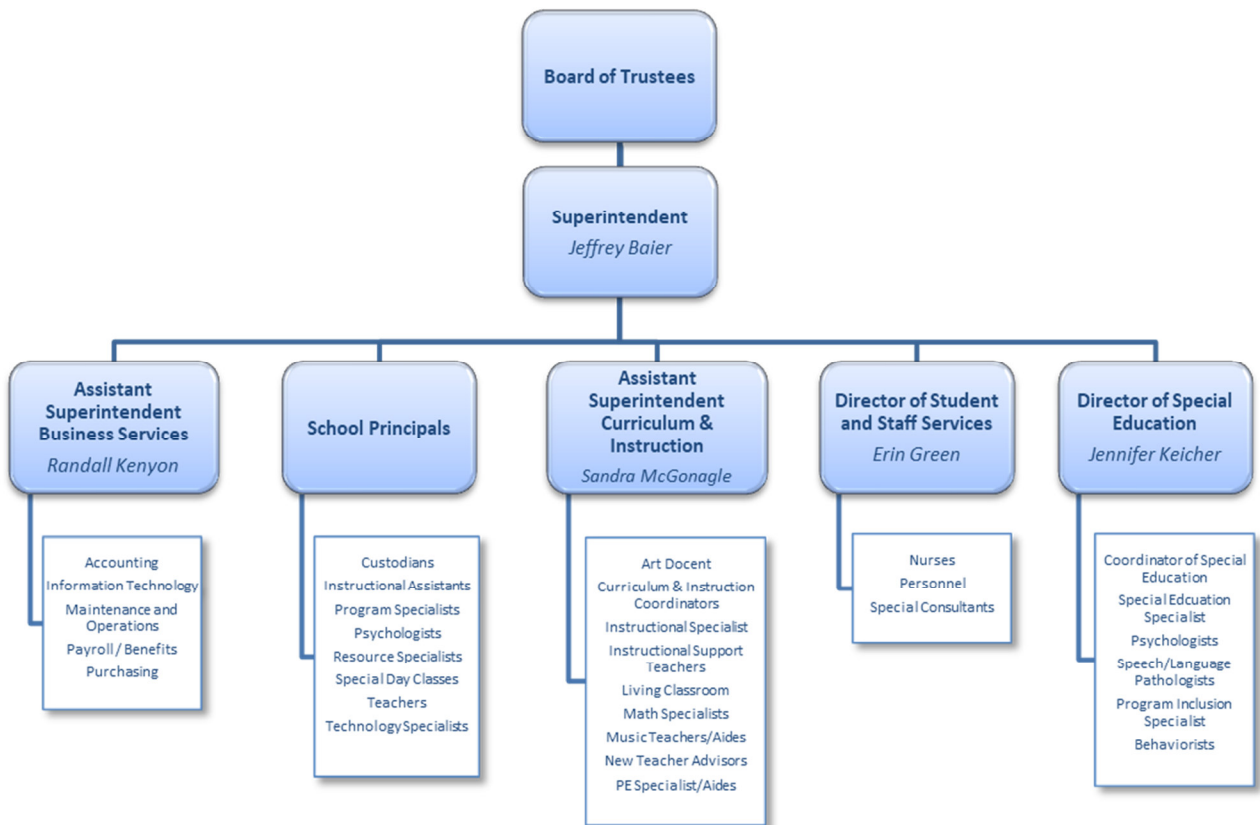 Board of Trustees
Superintendent
Jeffrey Baier
Assistant
Superintendent
Business Services
Randall Kenyon
School Principals
Assistant
Superintendent
Curriculum &
Instruction
Sandra McGonagle
Director of Student
and Staff Services
Erin Green
Director of Special
Education
Jennifer Keicher
Accounting
Information Technology
Maintenance and
Operations
Payroll / Benefits
Purchasing
Custodians
Instructional Assistants
Program Specialists
Psychologists
Resource Specialists
Special Day Classes
Teachers
Technology Specialists
Art Docent
Curriculum & Instruction
Coordinators
Instructional Specialist
Instructional Support
Teachers
Living Classroom
Math Specialists
Music Teachers/Aides
New Teacher Advisors
PE Specialist/Aides
Nurses
Personnel
Special Consultants
Coordinator of Special
Education
Special Edcuation
Specialist
Psychologists
Speech/Language
Pathologists
Program Inclusion
Specialist
Behaviorists